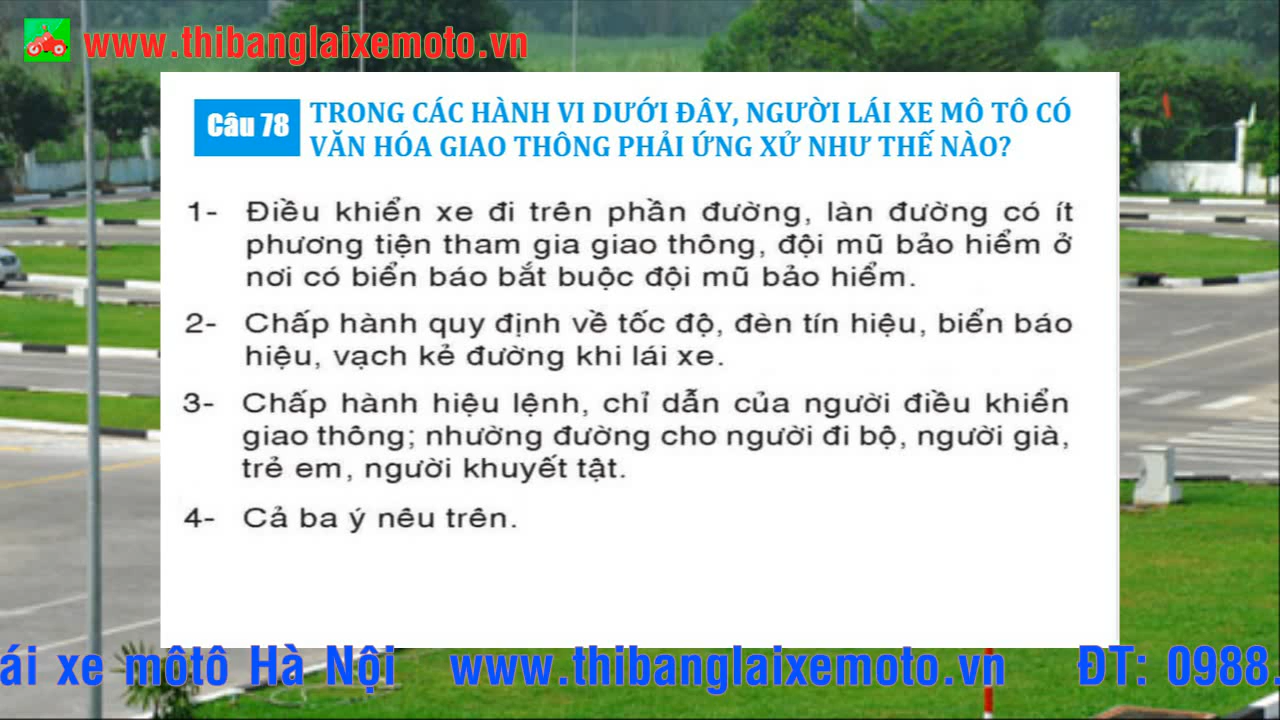 www.thibanglaixemoto.vn
Câu 78
TRONG CÁC HÀNH VI DƯỚI ĐÂY, NGƯỜI LÁI XE MÔ TÔ CÓ
VĂN HÓA GIAO THÔNG PHẢI ỨNG XỬ NHƯ THẾ NÀO?
1- Điều khiển xe đi trên phần đường, làn đường có ít
phương tiện tham gia giao thông, đội mũ bảo hiểm ở
nơi có biển báo bắt buộc đội mũ bảo hiểm.
2- Chấp hành quy định về tốc độ, đèn tín hiệu, biển báo
hiệu, vạch kẻ đường khi lái xe.
3- Chấp hành hiệu lệnh, chỉ dẫn của người điều khiển
giao thông; nhường đường cho người đi bộ, người già,
trẻ em, người khuyết tật.
4- Cả ba ý nêu trên.
ái xe môtô Hà Nội www.thibanglaixemoto.vn ĐT: 0988.